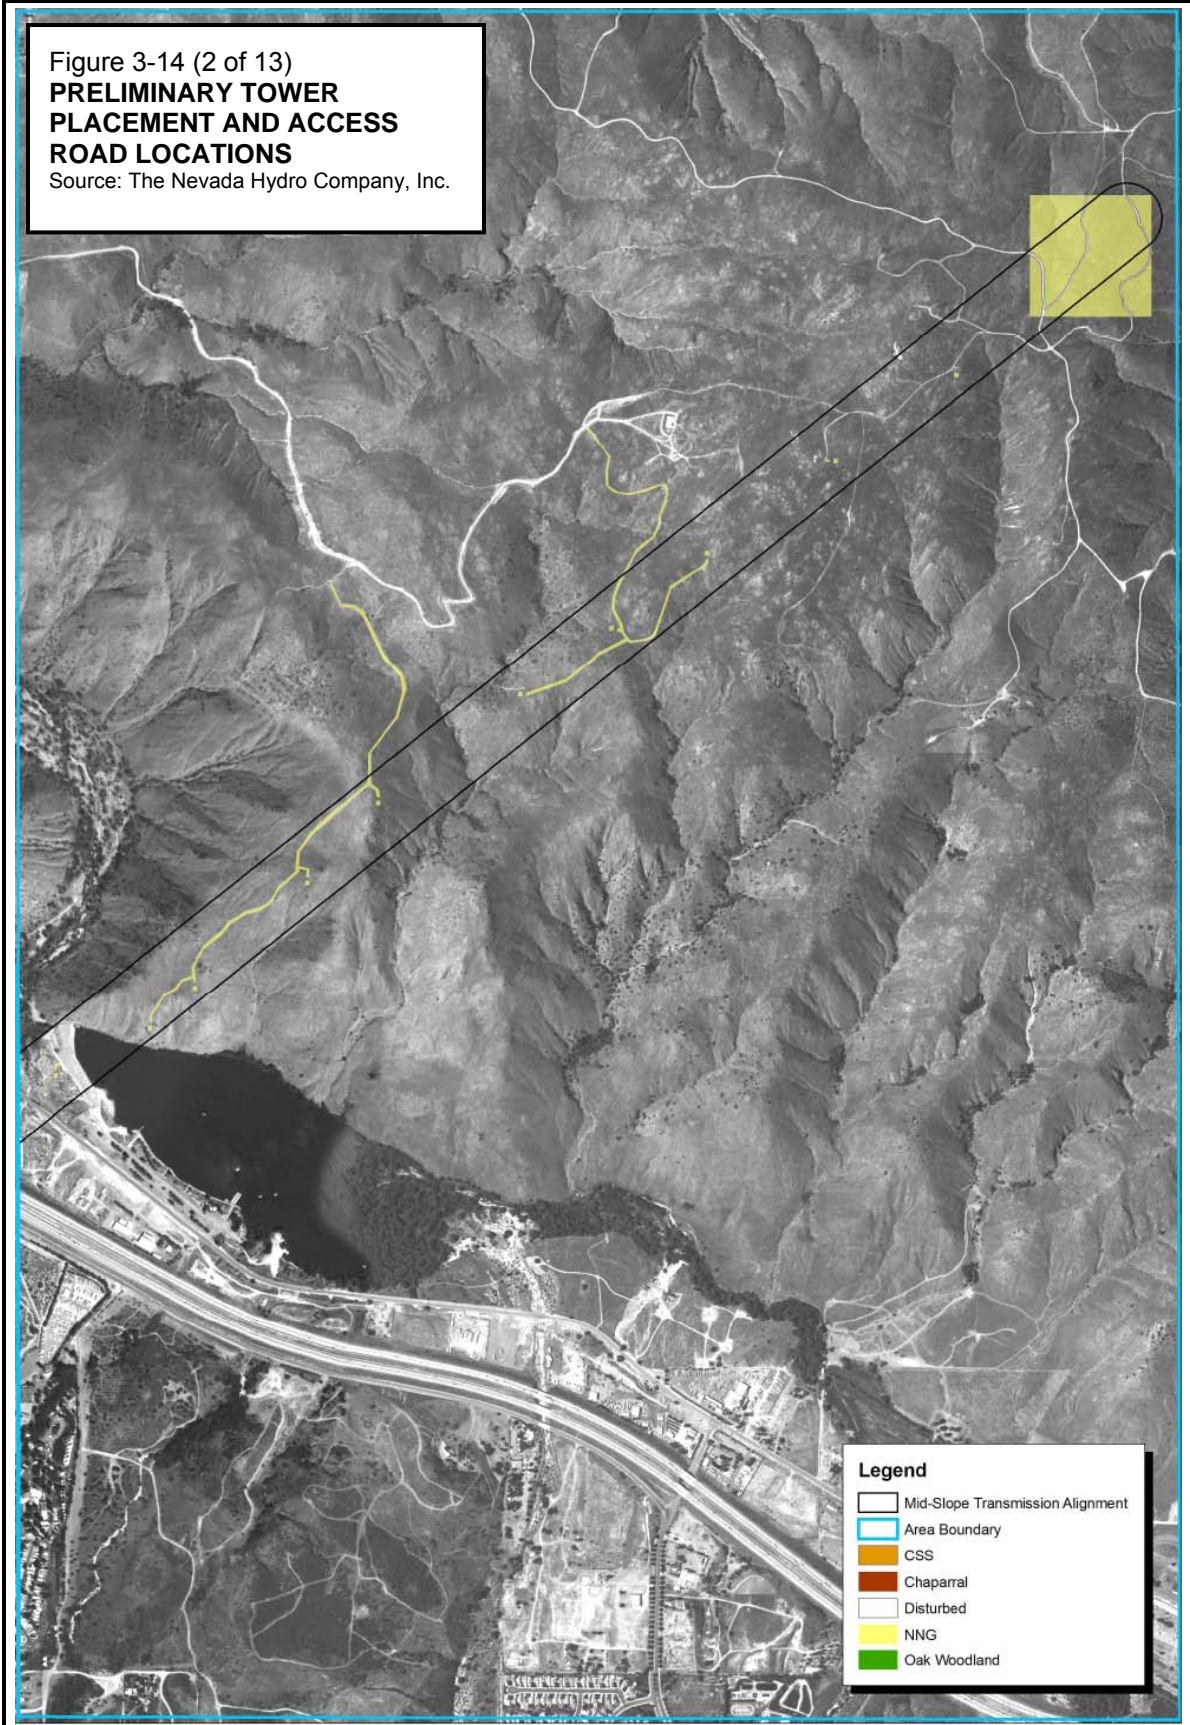 Figure 3-14 (2 of 13)
PRELIMINARY TOWER
PLACEMENT AND ACCESS
ROAD LOCATIONS
Source: The Nevada Hydro Company, Inc.
Legend
Mid-Slope Transmission Alignment
Area Boundary
CSS
Chaparral
Disturbed
NNG
Oak Woodland